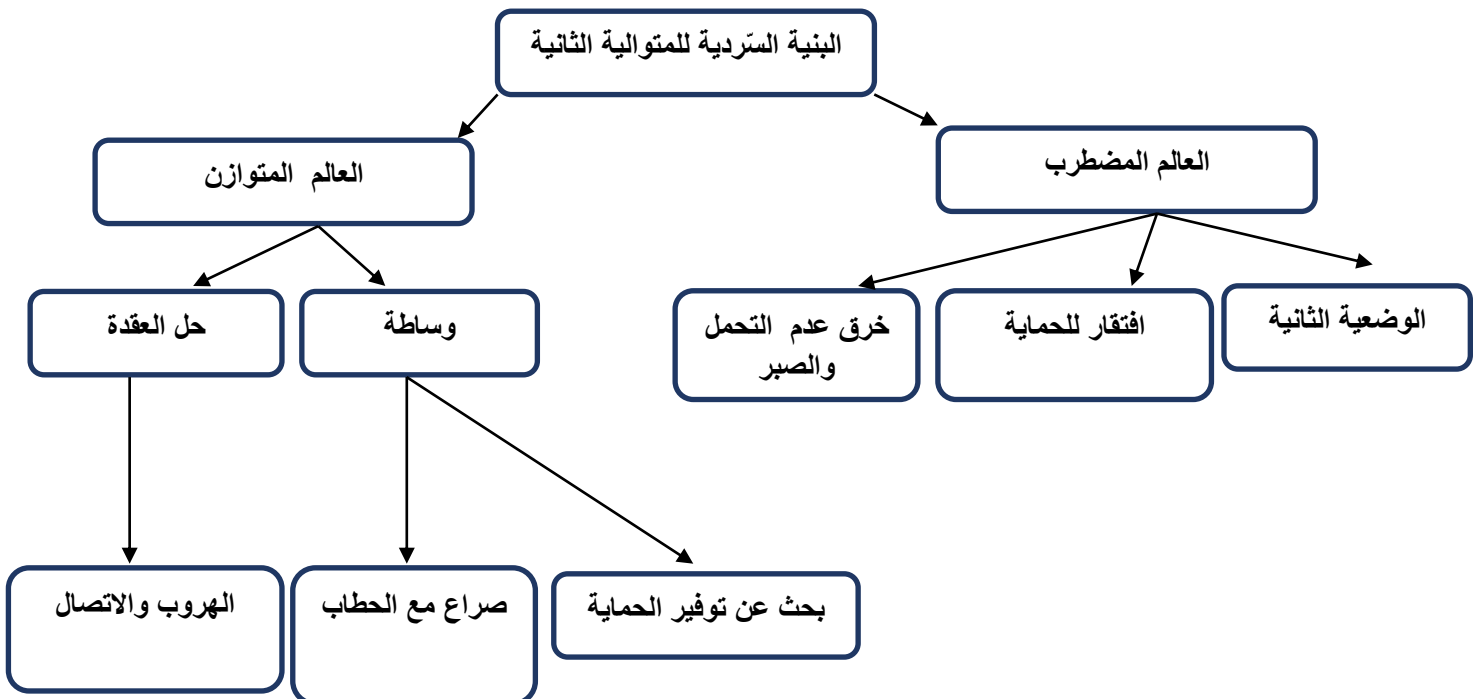 البنية السّردية للمتوالية الثانية
العالم المضطرب
العالم المتوازن
الوضعية الثانية
افتقار للحماية
خرق عدم التحمل
والصبر
وساطة
حل العقدة
بحث عن توفير الحماية
صراع مع الحطاب
الهروب والاتصال